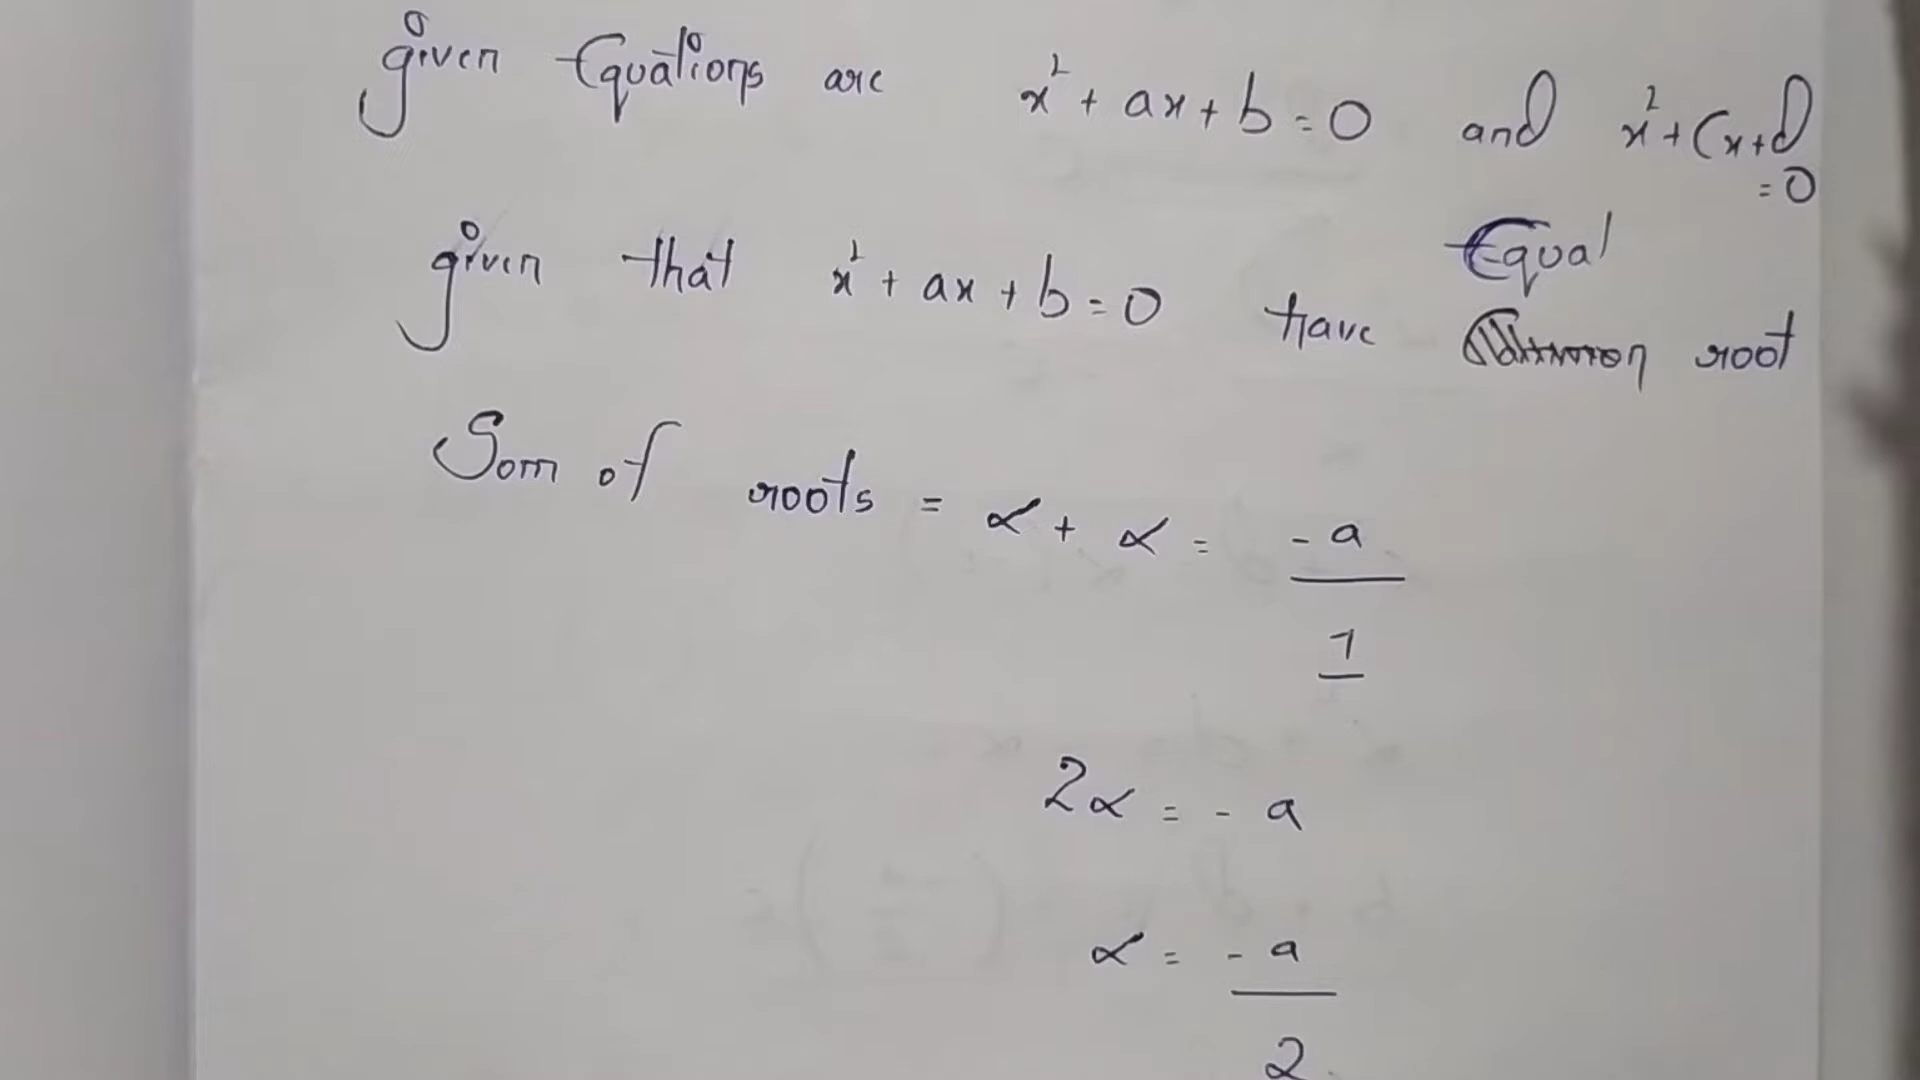 given Equations are x² + ax + b = 0 and x² + Cx + d = 0
given that x² + ax + b = 0 have Equal root
Sum of roots = α + α = -a/1
2α = - a
α = -a/2